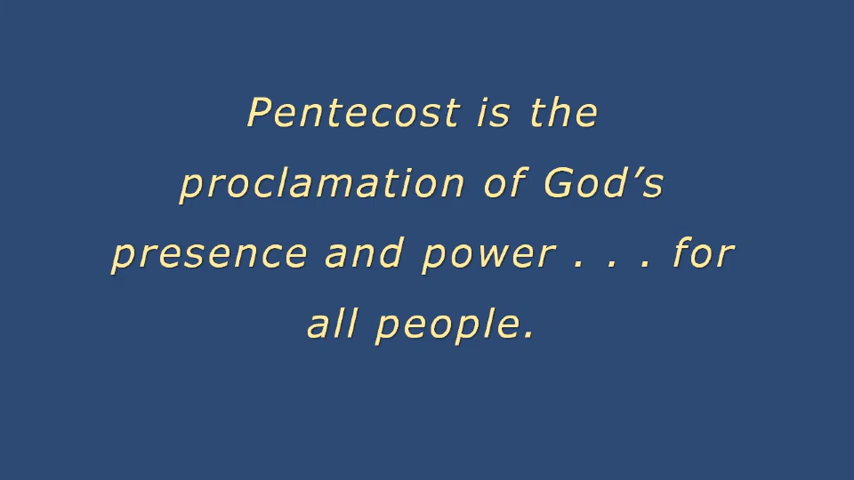 Pentecost is the
proclamation of God’s
presence and power . . . for
all people.